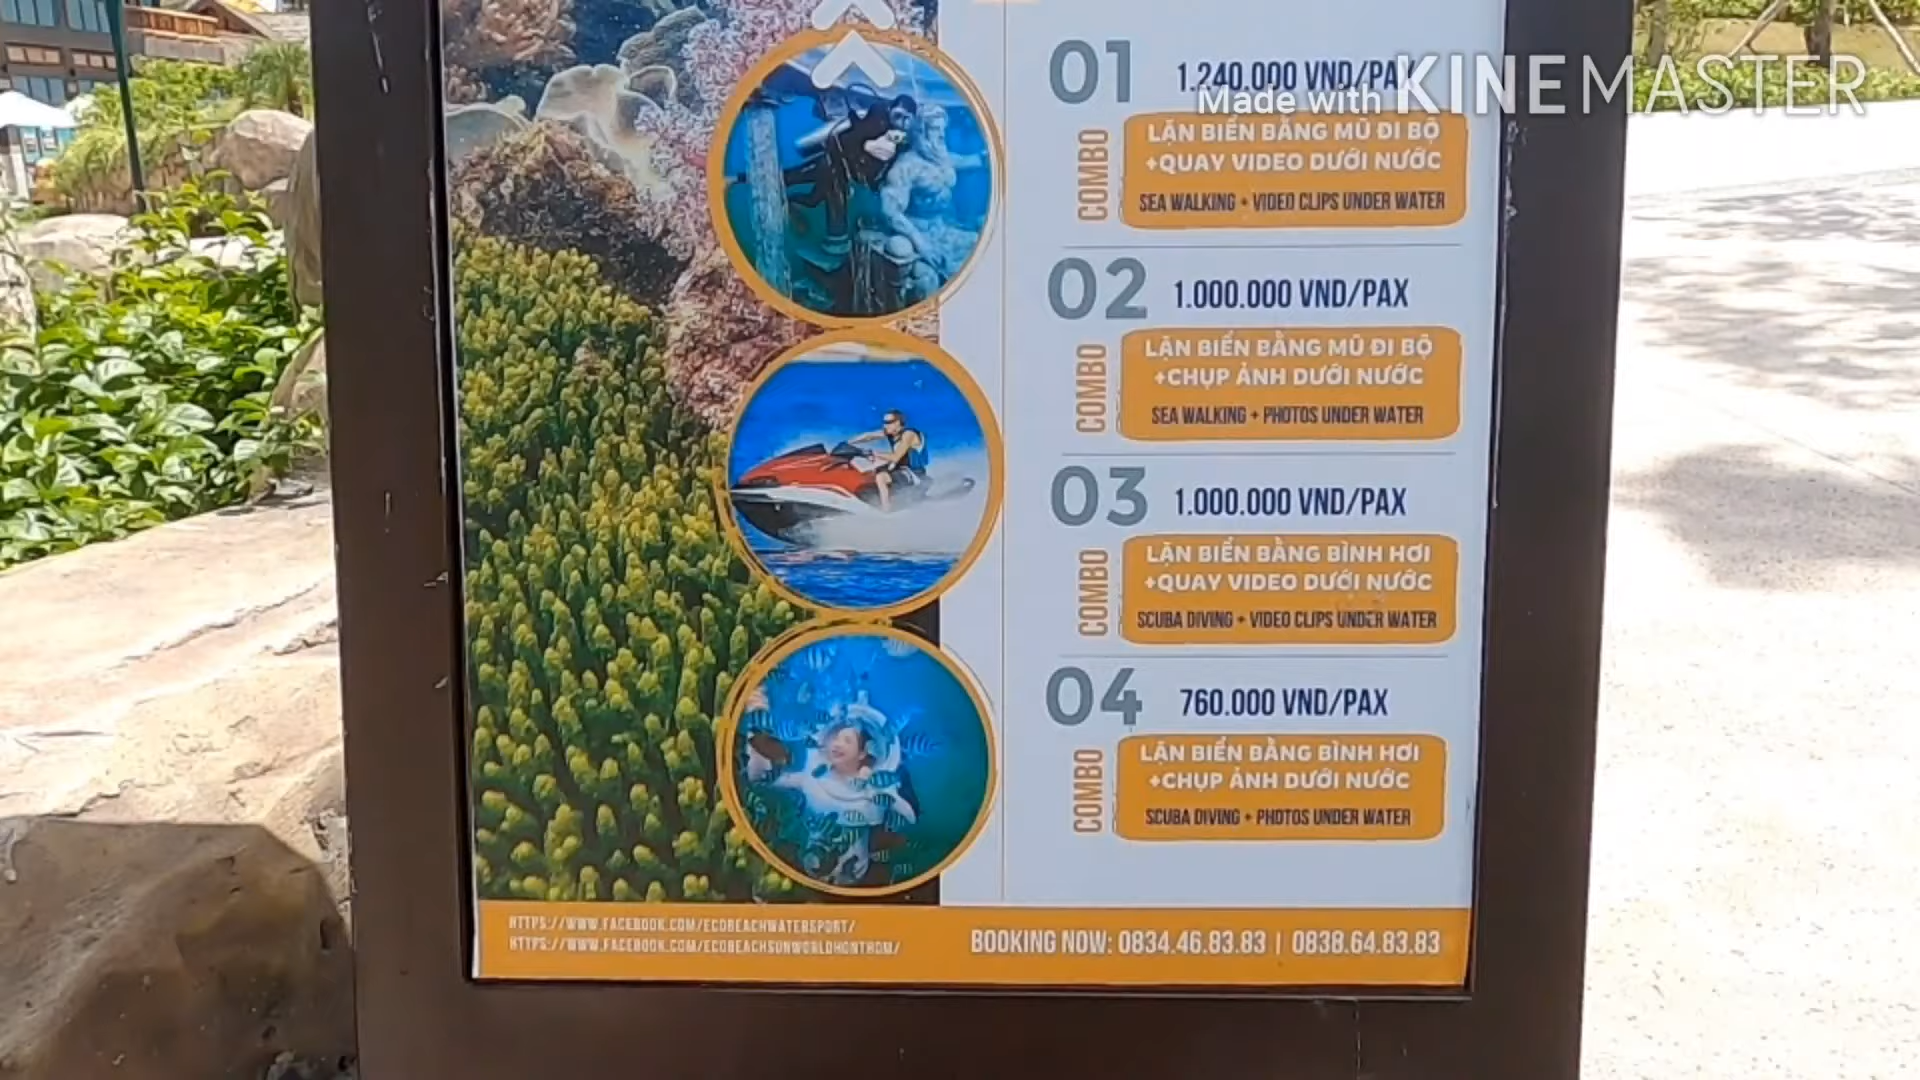 01
1.240.000 VND/PAX
Made with KINEMASTER
COMBO
LẶN BIỂN BẰNG MŨ ĐI BỘ
+QUAY VIDEO DƯỚI NƯỚC
SEA WALKING + VIDEO CLIPS UNDER WATER
02
1.000.000 VND/PAX
COMBO
LẶN BIỂN BẰNG MŨ ĐI BỘ
+CHỤP ẢNH DƯỚI NƯỚC
SEA WALKING + PHOTOS UNDER WATER
03
1.000.000 VND/PAX
COMBO
LẶN BIỂN BẰNG BÌNH HƠI
+QUAY VIDEO DƯỚI NƯỚC
SCUBA DIVING + VIDEO CLIPS UNDER WATER
04
760.000 VND/PAX
COMBO
LẶN BIỂN BẰNG BÌNH HƠI
+CHỤP ẢNH DƯỚI NƯỚC
SCUBA DIVING + PHOTOS UNDER WATER
HTTPS://WWW.FACEBOOK.COM/ECOBEACHWATERSPORT/
HTTPS://WWW.FACEBOOK.COM/ECOBEACHSUNWORLDHONTHOM/
BOOKING NOW: 0834.46.83.83 | 0838.64.83.83